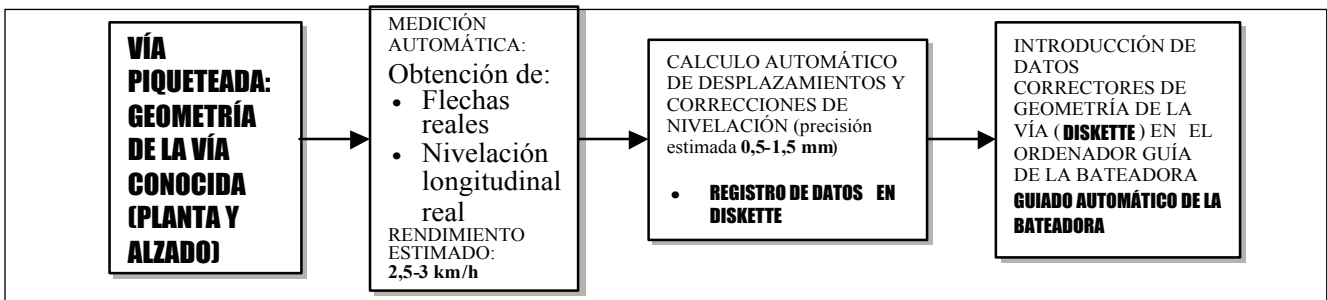 VÍA
PIQUETEADA:
GEOMETRÍA
DE LA VÍA
CONOCIDA
(PLANTA Y
ALZADO)
MEDICIÓN
AUTOMÁTICA:
Obtención de:
• Flechas
reales
• Nivelación
longitudinal
real
RENDIMIENTO
ESTIMADO:
2,5-3 km/h
CALCULO AUTOMÁTICO
DE DESPLAZAMIENTOS Y
CORRECCIONES DE
NIVELACIÓN (precisión
estimada 0,5-1,5 mm)
• REGISTRO DE DATOS EN
DISKETTE
INTRODUCCIÓN DE
DATOS
CORRECTORES DE
GEOMETRÍA DE LA
VÍA (DISKETTE) EN EL
ORDENADOR GUÍA
DE LA BATEADORA
GUIADO AUTOMÁTICO DE LA
BATEADORA